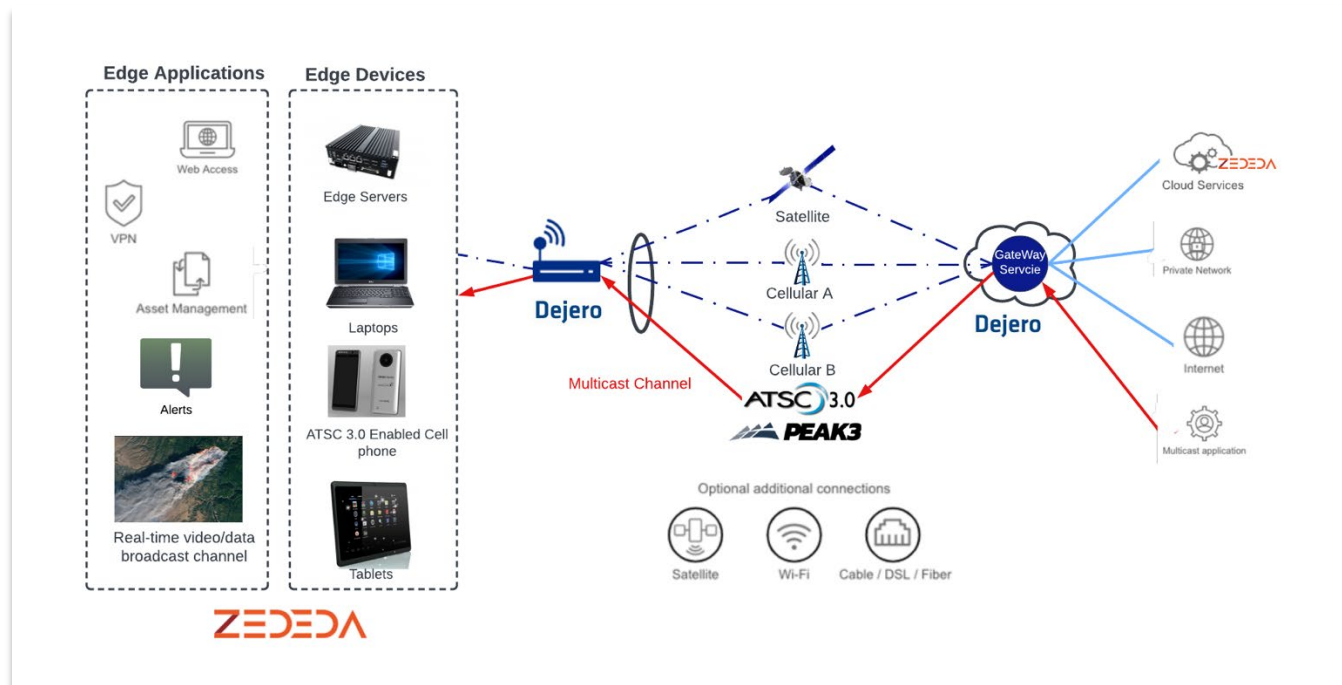 Edge Applications
Edge Devices
Web Access
VPN
Asset Management
Alerts
Real-time video/data
broadcast channel
Edge Servers
Laptops
ATSC 3.0 Enabled Cell
phone
Tablets
ZEDEDA
Dejero
Multicast Channel
Satellite
Cellular A
Cellular B
ATSC 3.0
PEAK3
Optional additional connections
Satellite
Wi-Fi
Cable / DSL / Fiber
GateWay
Servcie
Dejero
ZEDEDA
Cloud Services
Private Network
Internet
Multicast application